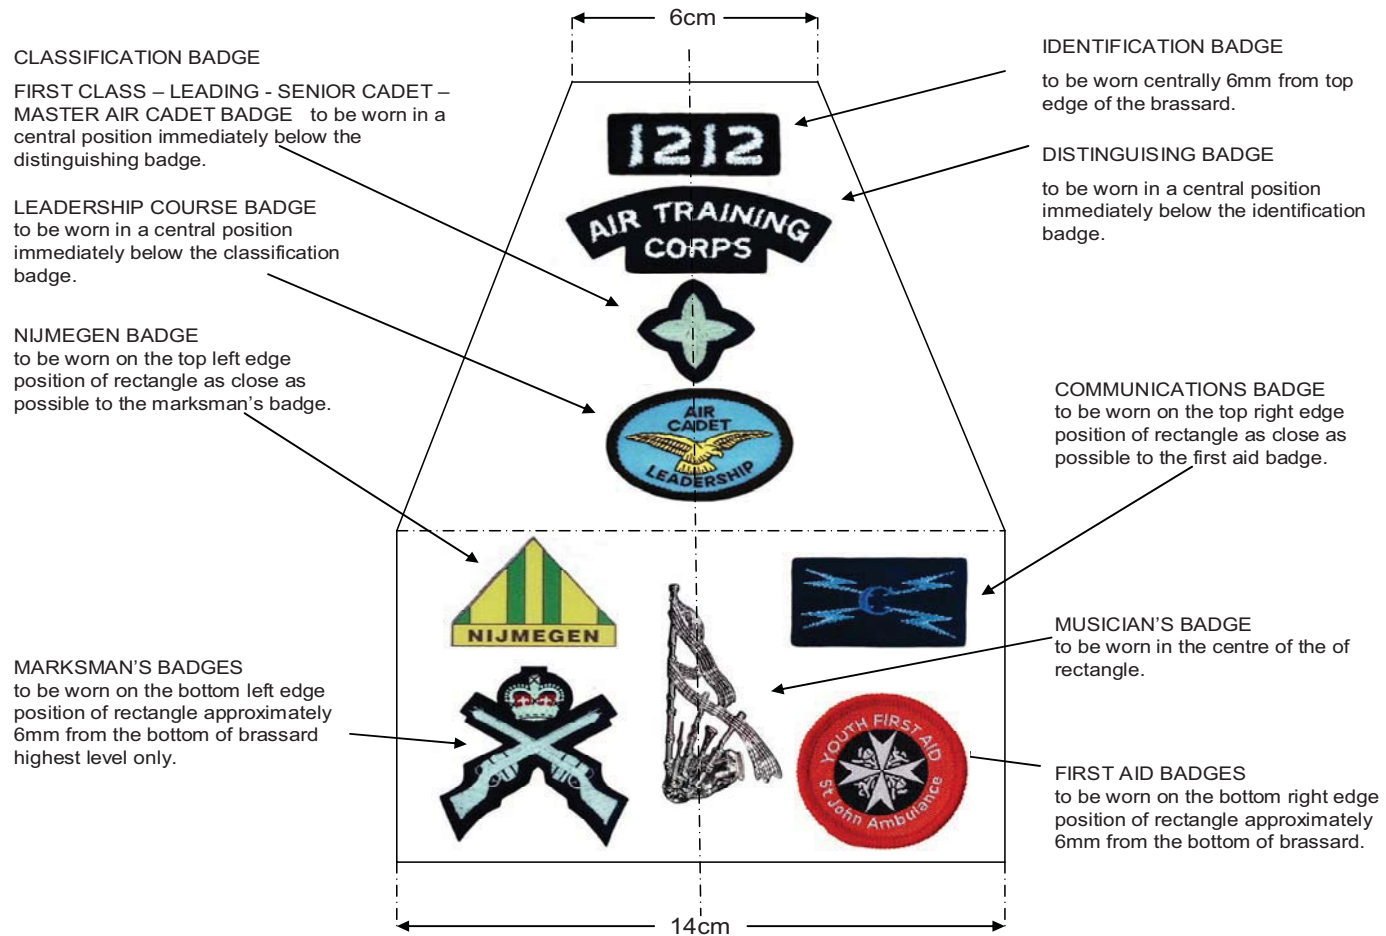 6cm
CLASSIFICATION BADGE
FIRST CLASS – LEADING - SENIOR CADET –
MASTER AIR CADET BADGE to be worn in a
central position immediately below the
distinguishing badge.
LEADERSHIP COURSE BADGE
to be worn in a central position
immediately below the classification
badge.
NIJMEGEN BADGE
to be worn on the top left edge
position of rectangle as close as
possible to the marksman's badge.
MARKSMAN'S BADGES
to be worn on the bottom left edge
position of rectangle approximately
6mm from the bottom of brassard
highest level only.
1212
AIR TRAINING
CORPS
AIR
CADET
LEADERSHIP
NIJMEGEN
C
YOUTH FIRST AID
St John Ambulance
IDENTIFICATION BADGE
to be worn centrally 6mm from top
edge of the brassard.
DISTINGUISING BADGE
to be worn in a central position
immediately below the identification
badge.
COMMUNICATIONS BADGE
to be worn on the top right edge
position of rectangle as close as
possible to the first aid badge.
MUSICIAN'S BADGE
to be worn in the centre of the of
rectangle.
FIRST AID BADGES
to be worn on the bottom right edge
position of rectangle approximately
6mm from the bottom of brassard.
14cm